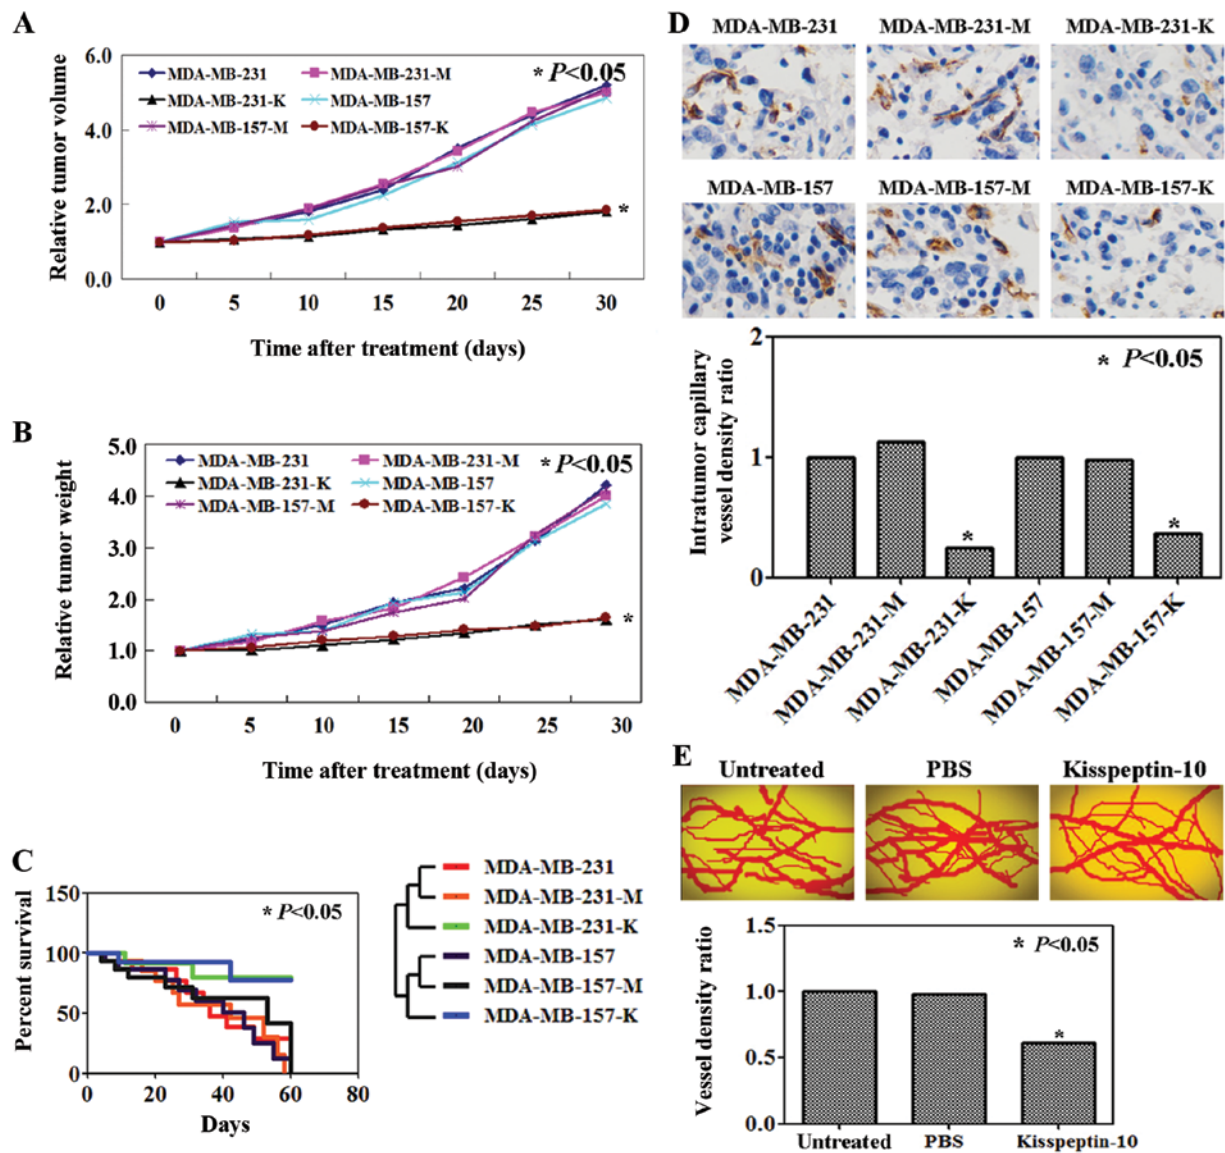 A
Relative tumor volume
6.0
4.0
2.0
0.0
MDA-MB-231 MDA-MB-231-M
MDA-MB-231-K MDA-MB-157
MDA-MB-157-M MDA-MB-157-K
* P<0.05
*
0 5 10 15 20 25 30
Time after treatment (days)
B
Relative tumor weight
5.0
4.0
3.0
2.0
1.0
0.0
MDA-MB-231 MDA-MB-231-M
MDA-MB-231-K MDA-MB-157
MDA-MB-157-M MDA-MB-157-K
* P<0.05
*
0 5 10 15 20 25 30
Time after treatment (days)
C
Percent survival
150
100
50
0
* P<0.05
0 20 40 60 80
Days
MDA-MB-231
MDA-MB-231-M
MDA-MB-231-K
MDA-MB-157
MDA-MB-157-M
MDA-MB-157-K
D
MDA-MB-231 MDA-MB-231-M MDA-MB-231-K
MDA-MB-157 MDA-MB-157-M MDA-MB-157-K
Intratumor capillary
vessel density ratio
2
1
0
* P<0.05
*
*
MDA-MB-231
MDA-MB-231-M
MDA-MB-231-K
MDA-MB-157
MDA-MB-157-M
MDA-MB-157-K
E
Untreated PBS Kisspeptin-10
Vessel density ratio
1.5
1.0
0.5
0.0
* P<0.05
*
Untreated PBS Kisspeptin-10